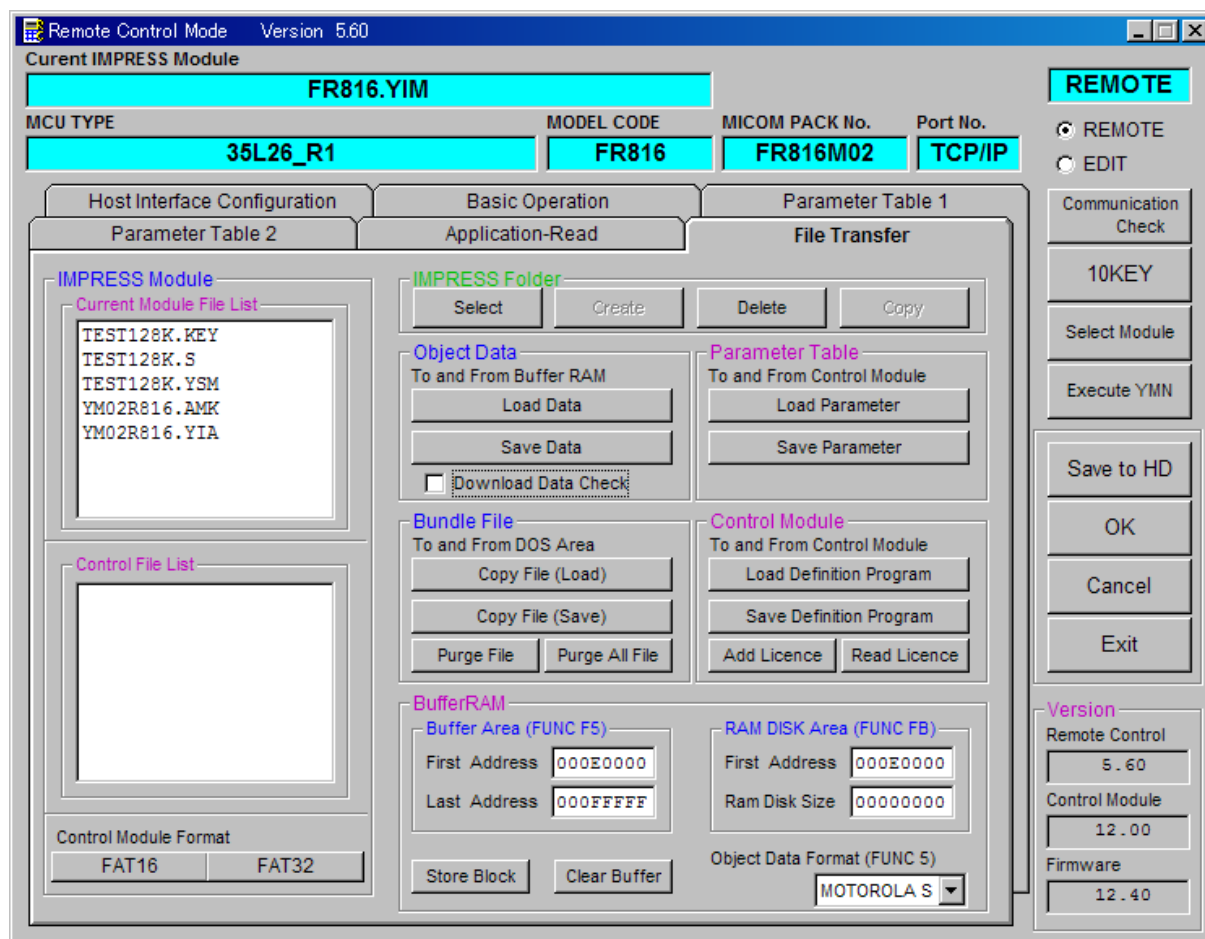 Remote Control Mode Version 5.60
Curent IMPRESS Module
FR816.YIM
MCU TYPE MODEL CODE MICOM PACK No. Port No.
35L26_R1 FR816 FR816M02 TCP/IP
REMOTE
REMOTE
EDIT
Host Interface Configuration Basic Operation Parameter Table 1
Parameter Table 2 Application-Read File Transfer
IMPRESS Module
Current Module File List
TEST128K.KEY
TEST128K.S
TEST128K.YSM
YM02R816.AMK
YM02R816.YIA
Control File List
Control Module Format
FAT16 FAT32
IMPRESS Folder
Select Create Delete Copy
Object Data
To and From Buffer RAM
Load Data
Save Data
Download Data Check
Parameter Table
To and From Control Module
Load Parameter
Save Parameter
Bundle File
To and From DOS Area
Copy File (Load)
Copy File (Save)
Purge File Purge All File
Control Module
To and From Control Module
Load Definition Program
Save Definition Program
Add Licence Read Licence
BufferRAM
Buffer Area (FUNC F5)
First Address 000E0000
Last Address 000FFFFF
RAM DISK Area (FUNC FB)
First Address 000E0000
Ram Disk Size 00000000
Store Block Clear Buffer
Object Data Format (FUNC 5)
MOTOROLA S
Communication
Check
10KEY
Select Module
Execute YMN
Save to HD
OK
Cancel
Exit
Version
Remote Control
5.60
Control Module
12.00
Firmware
12.40